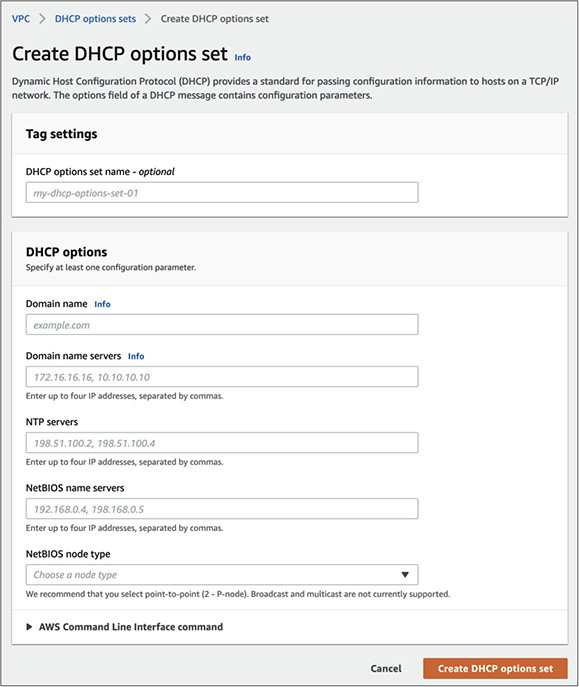 VPC > DHCP options sets > Create DHCP options set
Create DHCP options set Info
Dynamic Host Configuration Protocol (DHCP) provides a standard for passing configuration information to hosts on a TCP/IP
network. The options field of a DHCP message contains configuration parameters.
Tag settings
DHCP options set name - optional
my-dhcp-options-set-01
DHCP options
Specify at least one configuration parameter.
Domain name Info
example.com
Domain name servers Info
172.16.16.16, 10.10.10.10
Enter up to four IP addresses, separated by commas.
NTP servers
198.51.100.2, 198.51.100.4
Enter up to four IP addresses, separated by commas.
NetBIOS name servers
192.168.0.4, 198.168.0.5
Enter up to four IP addresses, separated by commas.
NetBIOS node type
Choose a node type
We recommend that you select point-to-point (2 - P-node). Broadcast and multicast are not currently supported.
AWS Command Line Interface command
Cancel Create DHCP options set